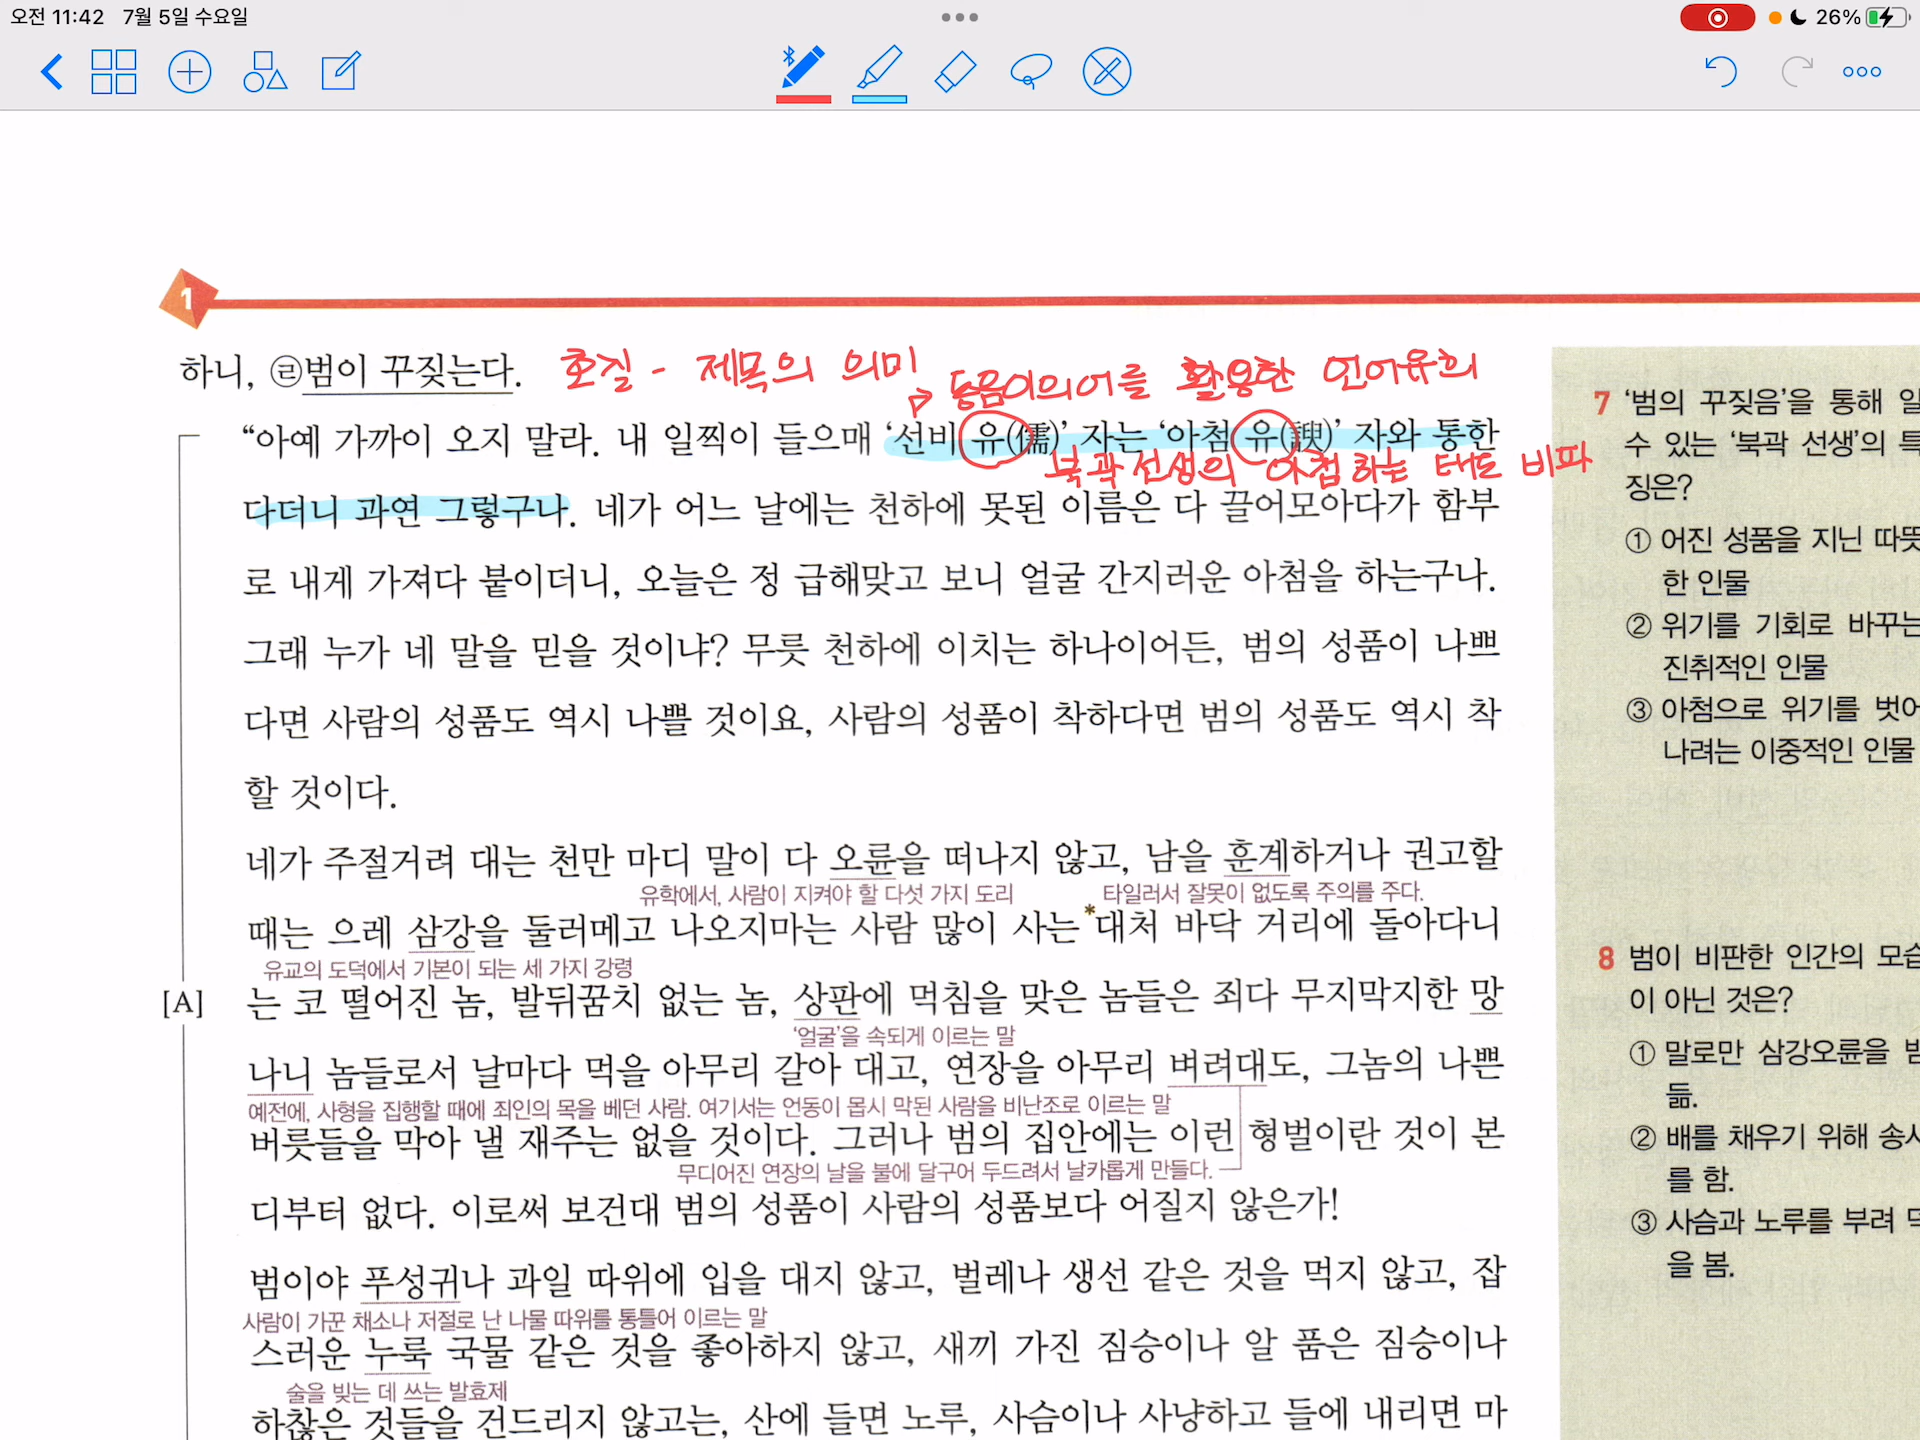 오전 11:42 7월 5일 수요일
26%
1
하니, ㉣범이 꾸짖는다.
호질 - 제목의 의미
동음이의어를 활용한 언어유희
“아예 가까이 오지 말라. 내 일찍이 들으매 ‘선비 유(儒)’ 자는 ‘아첨 유(諛)’ 자와 통한
북곽선생의 아첨하는 태도 비판
다더니 과연 그렇구나. 네가 어느 날에는 천하에 못된 이름은 다 끌어모아다가 함부
로 내게 가져다 붙이더니, 오늘은 정 급해맞고 보니 얼굴 간지러운 아첨을 하는구나.
그래 누가 네 말을 믿을 것이냐? 무릇 천하에 이치는 하나이어든, 범의 성품이 나쁘
다면 사람의 성품도 역시 나쁠 것이요, 사람의 성품이 착하다면 범의 성품도 역시 착
할 것이다.
네가 주절거려 대는 천만 마디 말이 다 오륜을 떠나지 않고, 남을 훈계하거나 권고할
유학에서, 사람이 지켜야 할 다섯 가지 도리
타일러서 잘못이 없도록 주의를 주다.
때는 으레 삼강을 둘러메고 나오지마는 사람 많이 사는 *대처 바닥 거리에 돌아다니
유교의 도덕에서 기본이 되는 세 가지 강령
[A]
는 코 떨어진 놈, 발뒤꿈치 없는 놈, 상판에 먹침을 맞은 놈들은 죄다 무지막지한 망
‘얼굴’을 속되게 이르는 말
나니 놈들로서 날마다 먹을 아무리 갈아 대고, 연장을 아무리 벼려대도, 그놈의 나쁜
예전에, 사형을 집행할 때에 죄인의 목을 베던 사람. 여기서는 언동이 몹시 막된 사람을 비난조로 이르는 말
버릇들을 막아 낼 재주는 없을 것이다. 그러나 범의 집안에는 이런 형벌이란 것이 본
무디어진 연장의 날을 불에 달구어 두드려서 날카롭게 만들다.
디부터 없다. 이로써 보건대 범의 성품이 사람의 성품보다 어질지 않은가!
범이야 푸성귀나 과일 따위에 입을 대지 않고, 벌레나 생선 같은 것을 먹지 않고, 잡
사람이 가꾼 채소나 저절로 난 나물 따위를 통틀어 이르는 말
스러운 누룩 국물 같은 것을 좋아하지 않고, 새끼 가진 짐승이나 알 품은 짐승이나
술을 빚는 데 쓰는 발효제
하찮은 것들을 건드리지 않고는, 산에 들면 노루, 사슴이나 사냥하고 들에 내리면 마
7 ‘범의 꾸짖음’을 통해 알
수 있는 ‘북곽 선생’의 특
징은?
① 어진 성품을 지닌 따뜻
한 인물
② 위기를 기회로 바꾸는
진취적인 인물
③ 아첨으로 위기를 벗어
나려는 이중적인 인물
8 범이 비판한 인간의 모습
이 아닌 것은?
① 말로만 삼강오륜을
듦.
② 배를 채우기 위해 송사
를 함.
③ 사슴과 노루를 부려
을 봄.